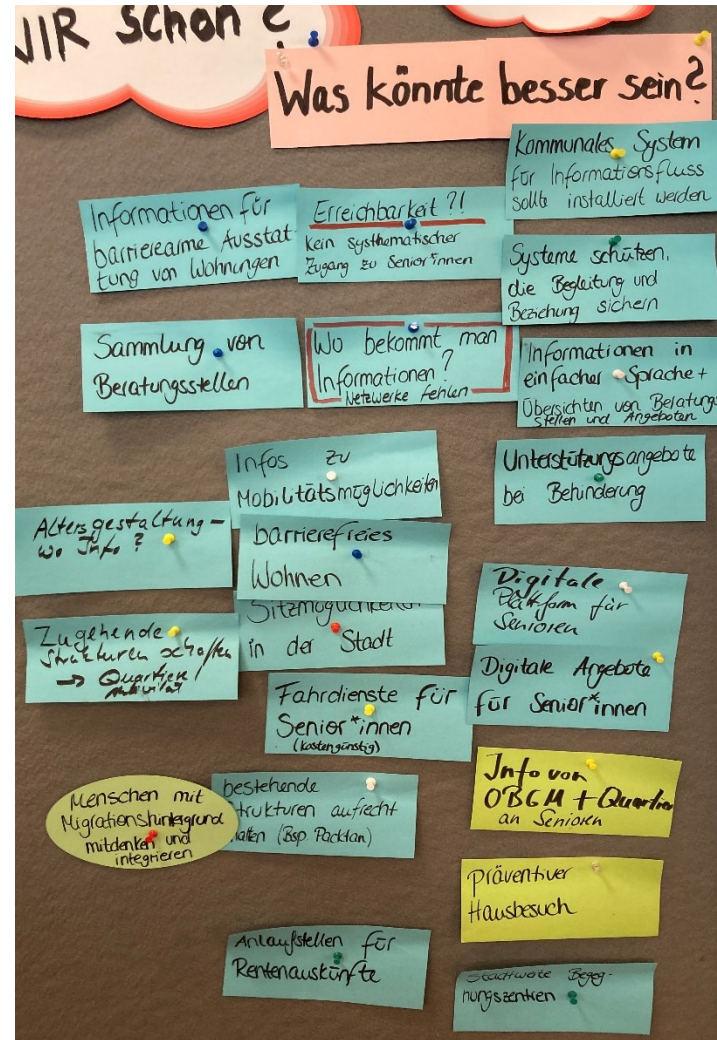 WIR schon ?
Was könnte besser sein?
Kommunales System
für Informationsfluss
sollte installiert werden
Informationen für
barrierearme Ausstat-
tung von Wohnungen
Erreichbarkeit ?!
Kein systhematischer
Zugang zu Senior*innen
Systeme schützen,
die Begleitung und
Beziehung sichern
Sammlung von
Beratungsstellen
Wo bekommt man
Informationen?
Netzwerke fehlen
Informationen in
einfacher Sprache +
Übersichten von Beratungs
stellen und Angeboten
Infos zu
Mobilitätsmöglichkeiten
Unterstützungsangebote
bei Behinderung
Altersgestaltung -
wo Info?
barrierefreies
Wohnen
Sitzmöglichkeiten
in der Stadt
Digitale
Plattform für
Senioren
Zugehende
Strukturen schaffen
→ Quartier /
Digitale Angebote
für Senior*innen
Fahrdienste für
Senior*innen
(kostengünstig)
Info von
OBGM + Quartier
an Senioren
Menschen mit
Migrationshintergrund
mitdenken und
integrieren
bestehende
Strukturen aufrecht
halten (Bsp. Packtan)
Präventiver
Hausbesuch
Anlaufstellen für
Rentenauskünfte
Stadtweite Begeg-
nungszentren